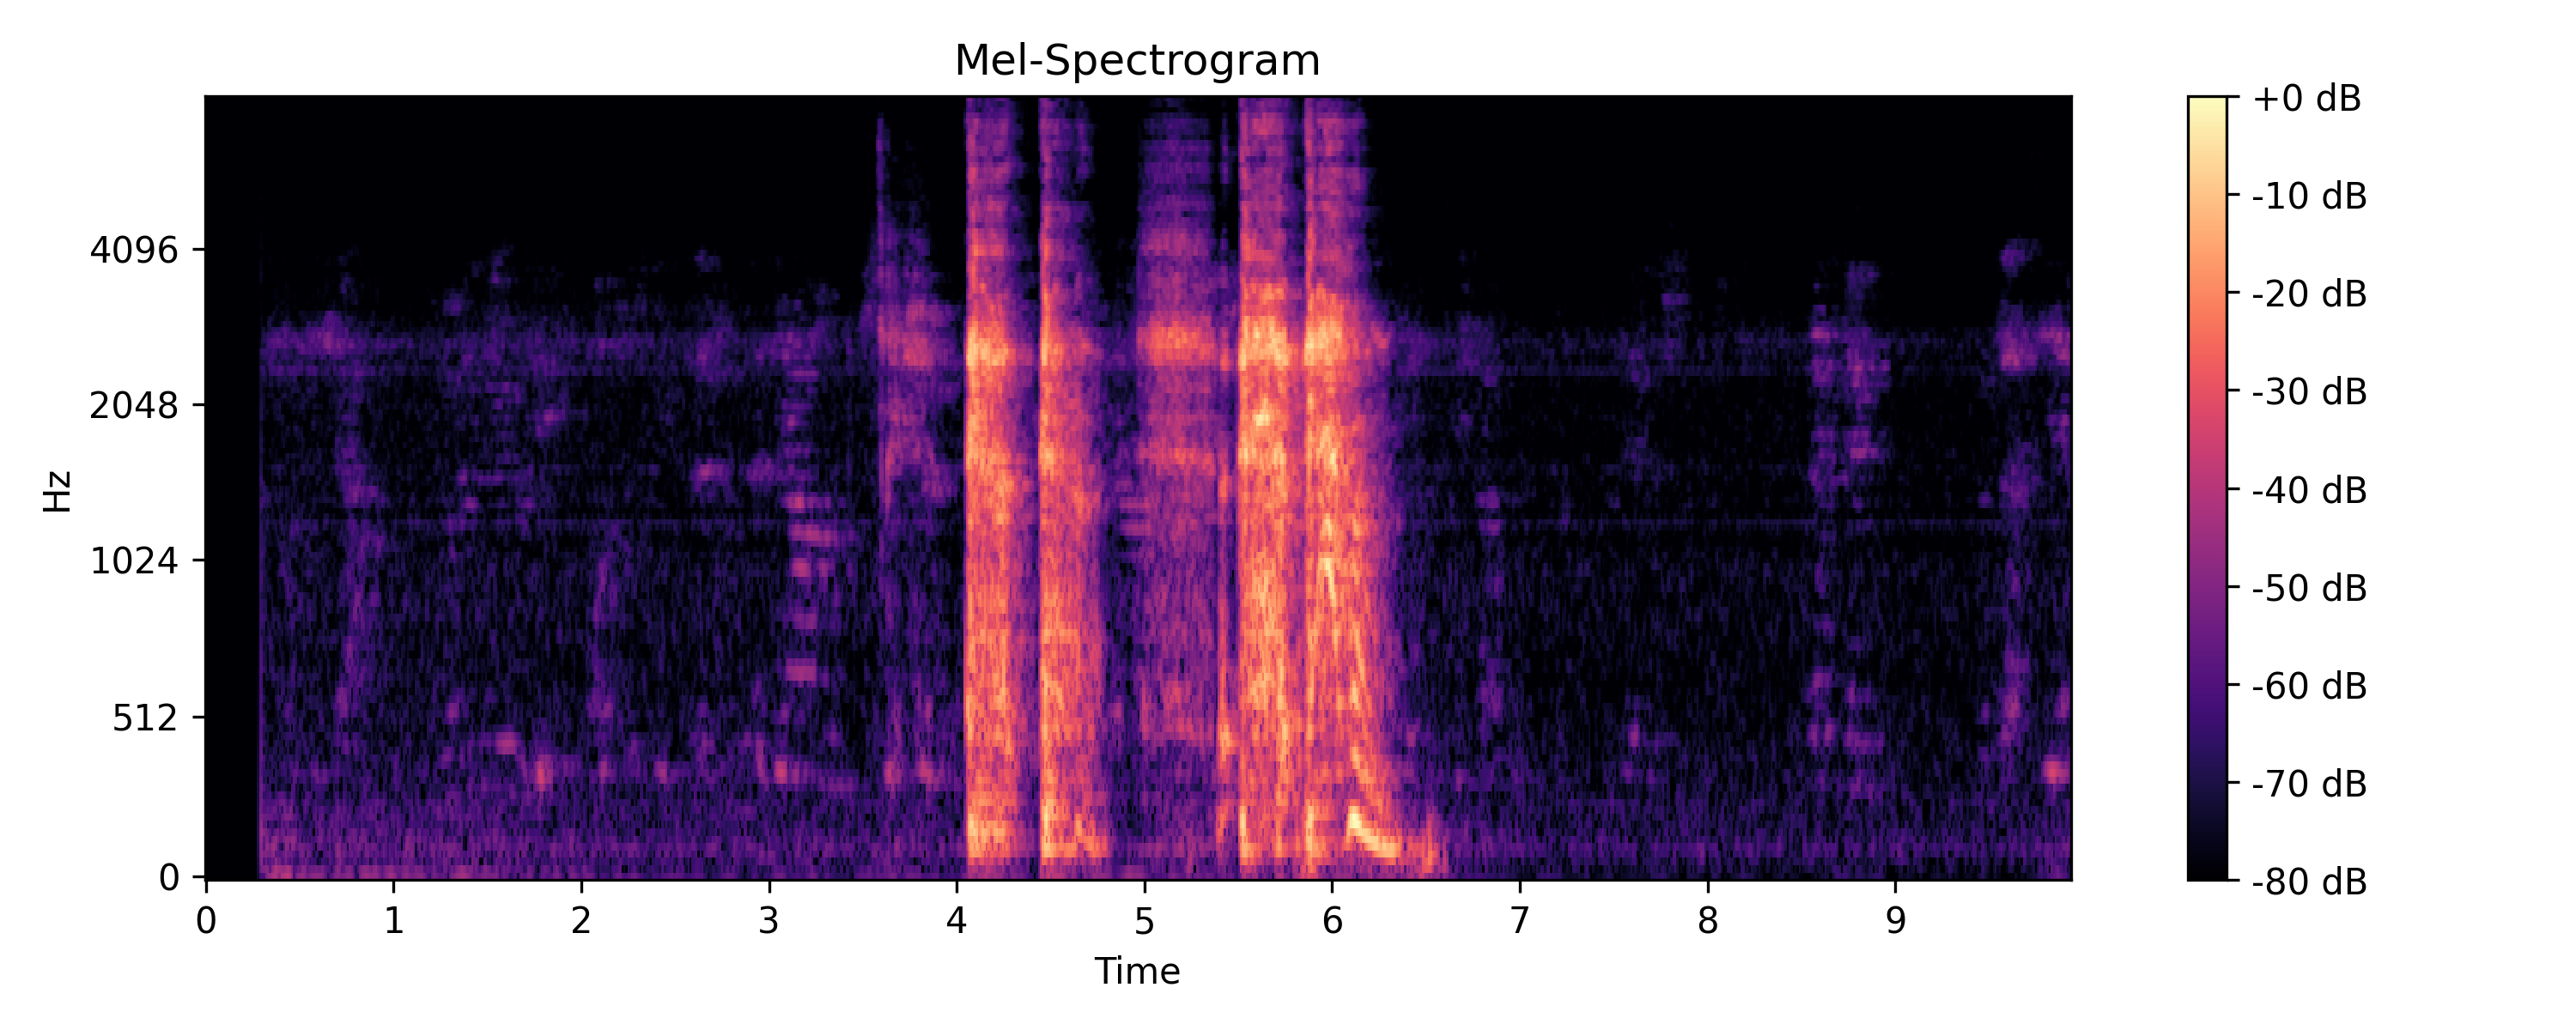 Mel-Spectrogram
+0 dB
-10 dB
-20 dB
-30 dB
-40 dB
-50 dB
-60 dB
-70 dB
-80 dB
4096
2048
1024
512
0
Hz
0 1 2 3 4 5 6 7 8 9
Time